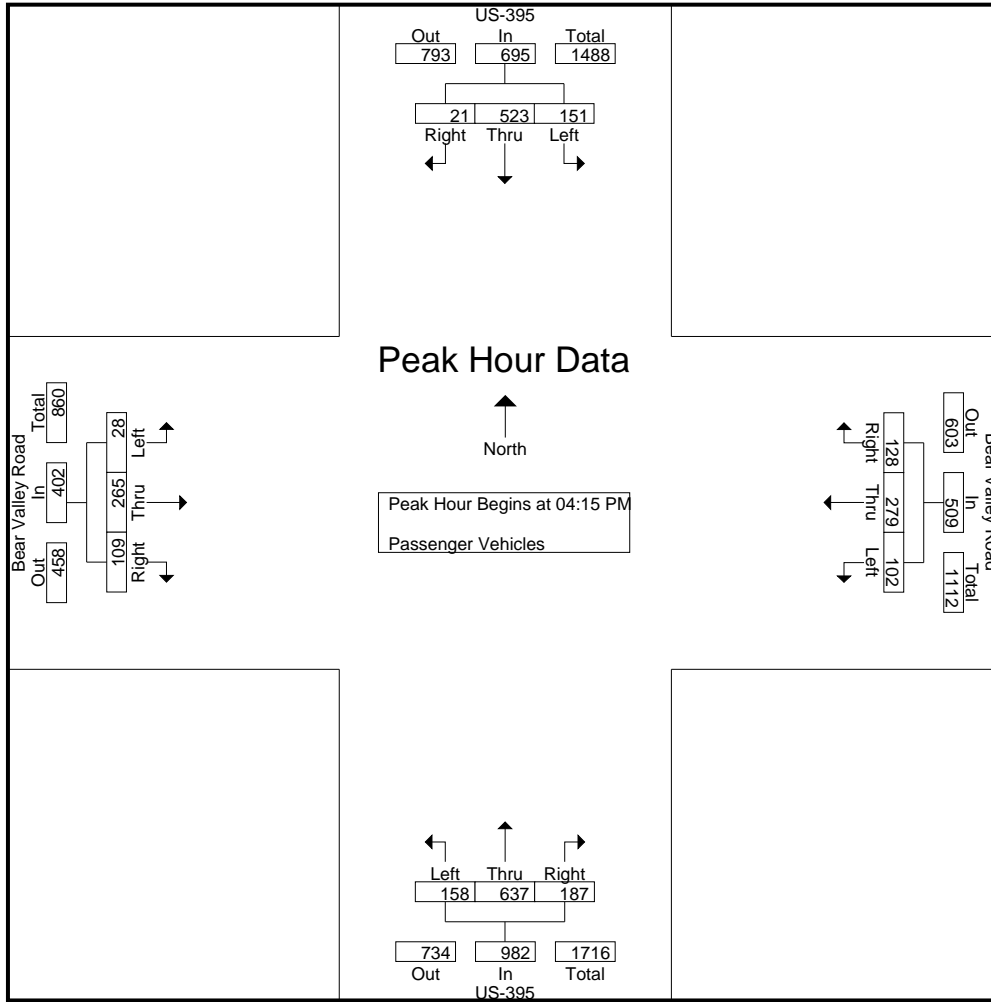 US-395
Out In Total
793 695 1488
21 523 151
Right Thru Left
Peak Hour Data
North
Peak Hour Begins at 04:15 PM
Passenger Vehicles
Bear Valley Road
Out In Total
458 402 860
28 265 109
Left Thru Right
Bear Valley Road
Out In Total
603 509 1112
Right Thru Left
128 279 102
Left Thru Right
158 637 187
734 982 1716
Out In Total
US-395